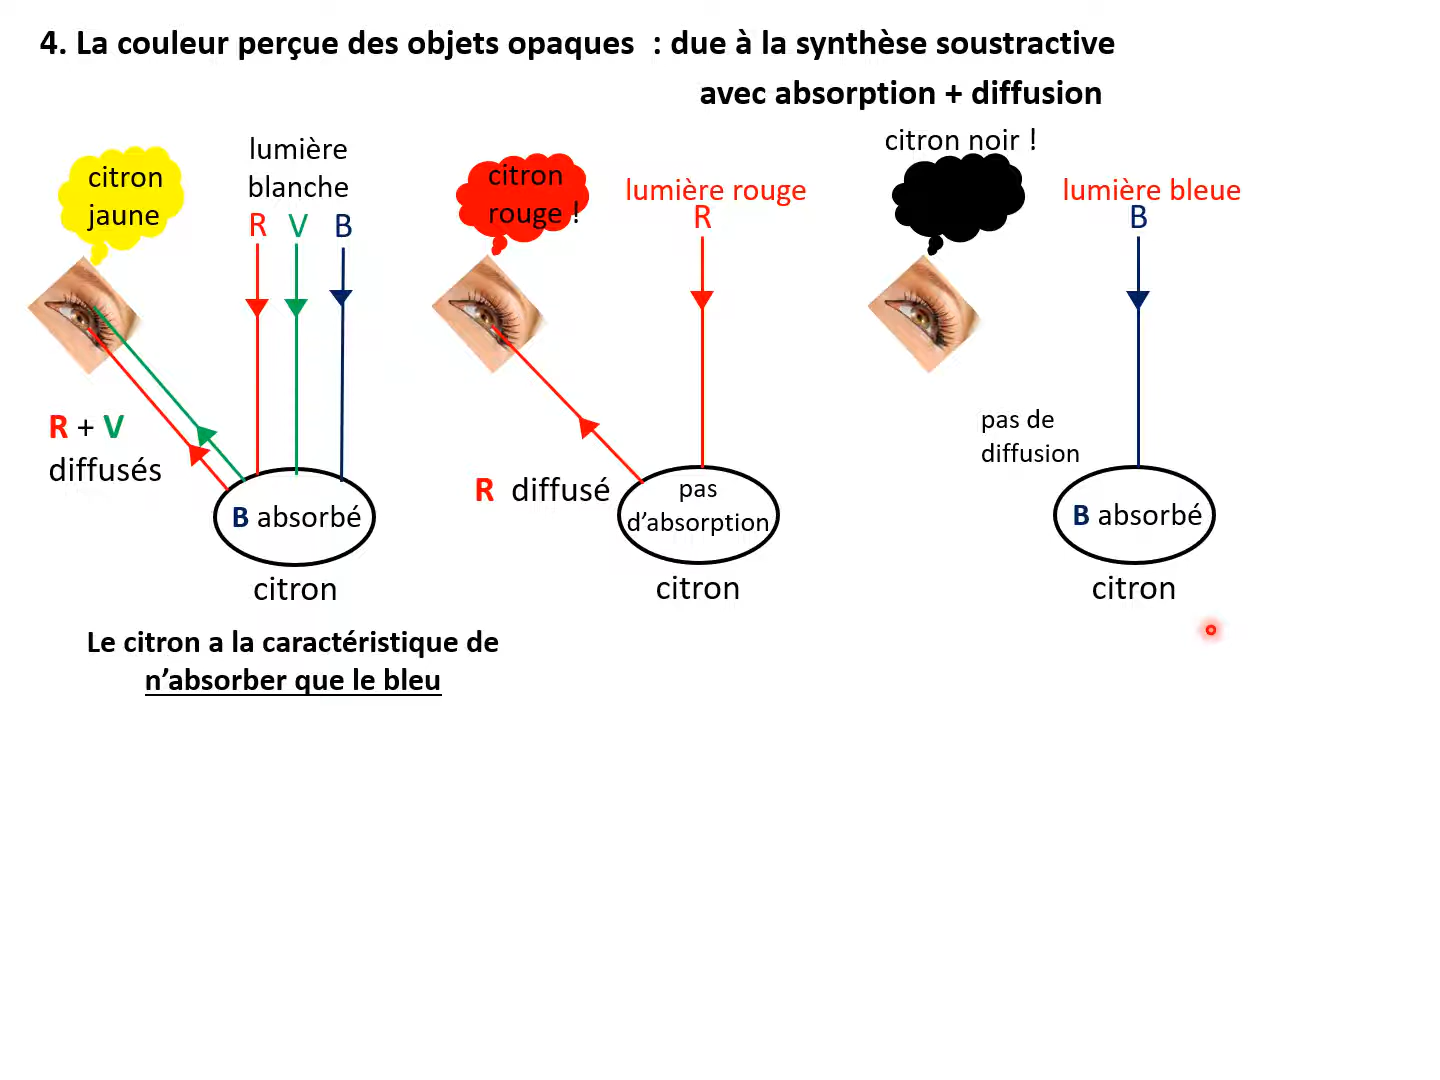 4. La couleur perçue des objets opaques : due à la synthèse soustractive
avec absorption + diffusion
citron
jaune
lumière
blanche
R V B
R + V
diffusés
B absorbé
citron
Le citron a la caractéristique de
n'absorber que le bleu
citron
rouge !
lumière rouge
R
R diffusé
pas
d'absorption
citron
citron noir !
lumière bleue
B
pas de
diffusion
B absorbé
citron